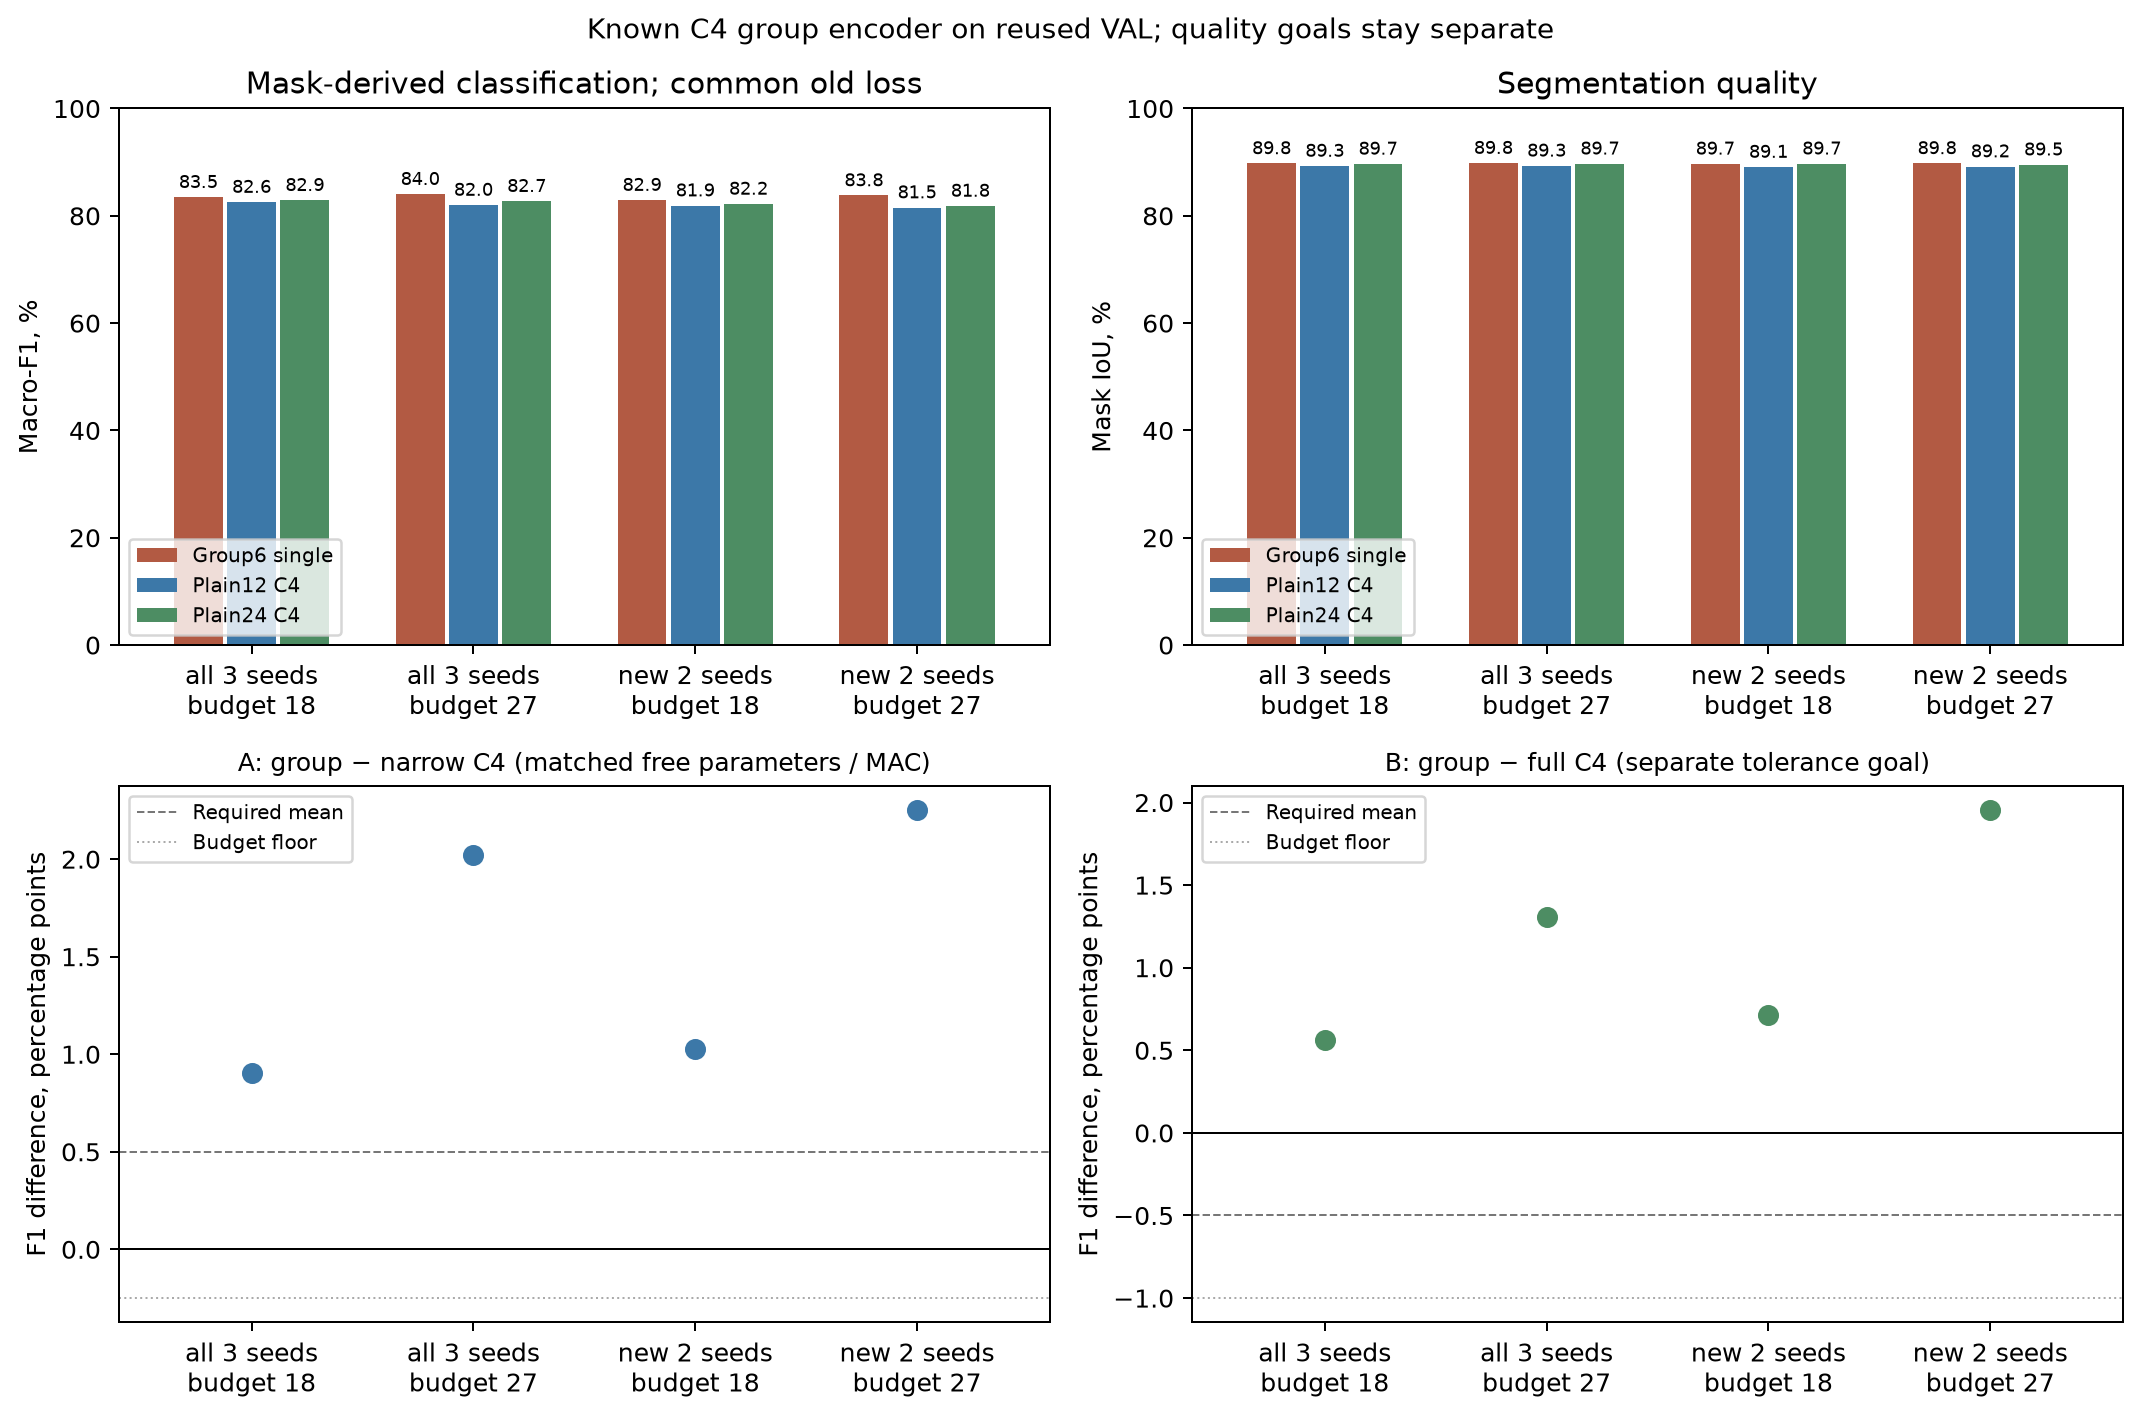 Known C4 group encoder on reused VAL; quality goals stay separate
Mask-derived classification; common old loss
Macro-F1, %
100
80
60
40
20
0
83.5 82.6 82.9
84.0 82.0 82.7
82.9 81.9 82.2
83.8 81.5 81.8
Group6 single
Plain12 C4
Plain24 C4
all 3 seeds
budget 18
all 3 seeds
budget 27
new 2 seeds
budget 18
new 2 seeds
budget 27
Segmentation quality
Mask IoU, %
100
80
60
40
20
0
89.8 89.3 89.7
89.8 89.3 89.7
89.7 89.1 89.7
89.8 89.2 89.5
Group6 single
Plain12 C4
Plain24 C4
all 3 seeds
budget 18
all 3 seeds
budget 27
new 2 seeds
budget 18
new 2 seeds
budget 27
A: group − narrow C4 (matched free parameters / MAC)
F1 difference, percentage points
2.0
1.5
1.0
0.5
0.0
Required mean
Budget floor
all 3 seeds
budget 18
all 3 seeds
budget 27
new 2 seeds
budget 18
new 2 seeds
budget 27
B: group − full C4 (separate tolerance goal)
F1 difference, percentage points
2.0
1.5
1.0
0.5
0.0
−0.5
−1.0
Required mean
Budget floor
all 3 seeds
budget 18
all 3 seeds
budget 27
new 2 seeds
budget 18
new 2 seeds
budget 27